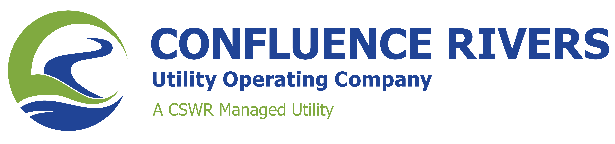 CONFLUENCE RIVERS
Utility Operating Company
A CSWR Managed Utility